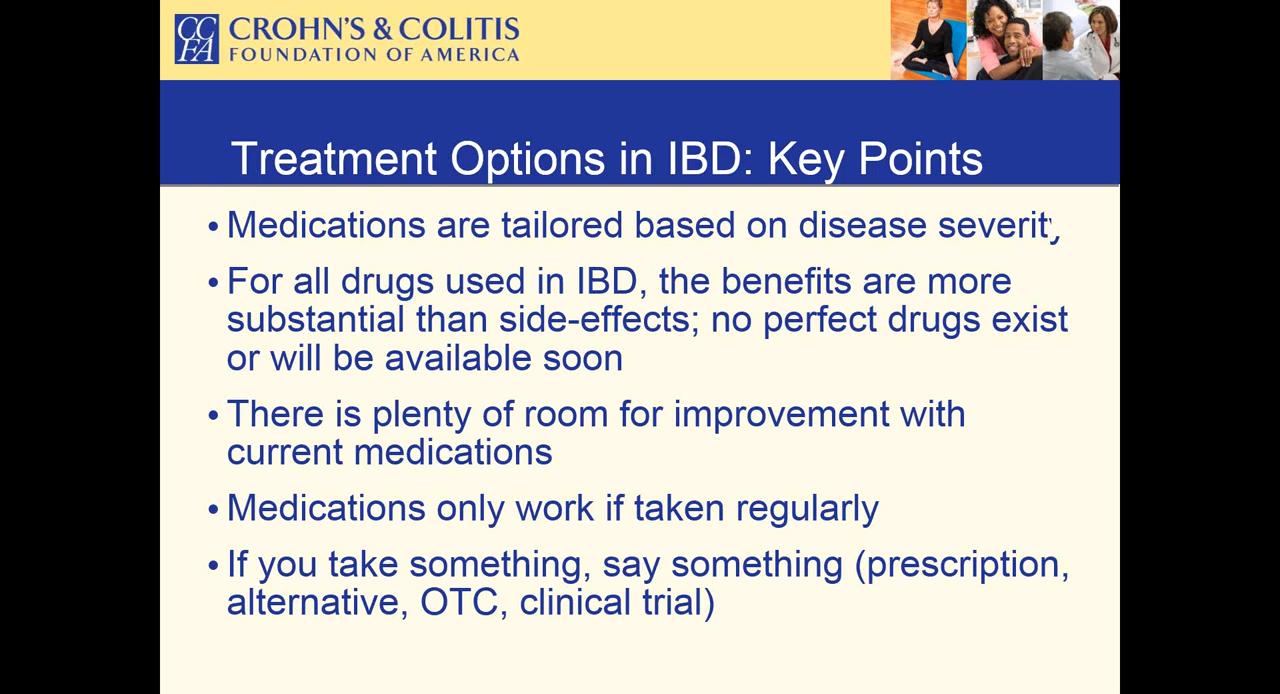 CC
FA
CROHN'S & COLITIS
FOUNDATION OF AMERICA
Treatment Options in IBD: Key Points
• Medications are tailored based on disease severity
• For all drugs used in IBD, the benefits are more
substantial than side-effects; no perfect drugs exist
or will be available soon
• There is plenty of room for improvement with
current medications
• Medications only work if taken regularly
• If you take something, say something (prescription,
alternative, OTC, clinical trial)